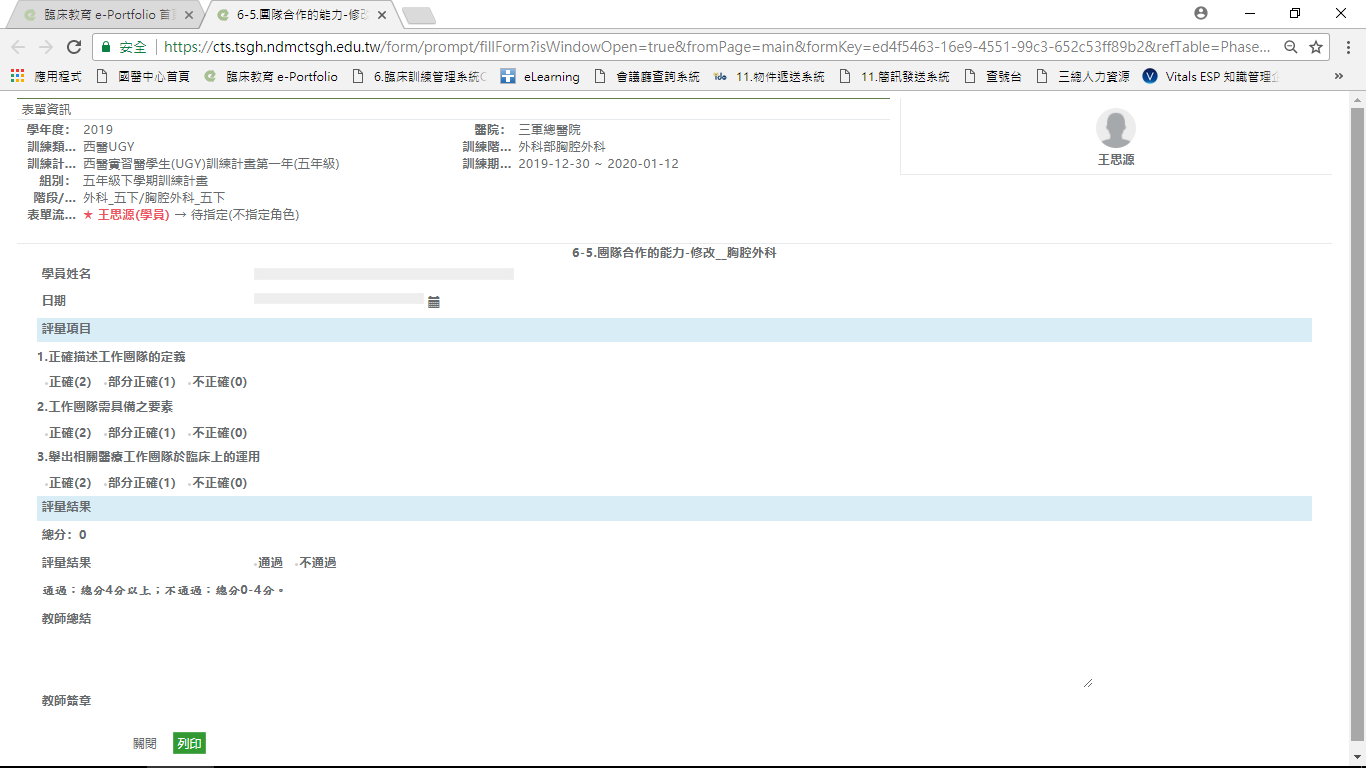 臨床教育 e-Portfolio 首頁
6-5.團隊合作的能力-修改
安全 https://cts.tsgh.ndmctsgh.edu.tw/form/prompt/fillForm?isWindowOpen=true&fromPage=main&formKey=ed4f5463-16e9-4551-99c3-652c53ff89b2&refTable=Phase...
應用程式 國醫中心首頁 臨床教育 e-Portfolio 6.臨床訓練管理系統 eLearning 會議廳查詢系統 11.物件遞送系統 11.簡訊發送系統 查號台 三總人力資源 Vitals ESP 知識管理 »
表單資訊
學年度: 2019 醫院: 三軍總醫院
訓練類... 西醫UGY 訓練階... 外科部胸腔外科
訓練計... 西醫實習醫學生(UGY)訓練計畫第一年(五年級) 訓練期... 2019-12-30 ~ 2020-01-12
組別: 五年級下學期訓練計畫
階段/... 外科_五下/胸腔外科_五下
表單流... ★ 王思源(學員) → 待指定(不指定角色)
王思源
6-5.團隊合作的能力-修改__胸腔外科
學員姓名
日期
評量項目
1.正確描述工作團隊的定義
正確(2) 部分正確(1) 不正確(0)
2.工作團隊需具備之要素
正確(2) 部分正確(1) 不正確(0)
3.舉出相關醫療工作團隊於臨床上的運用
正確(2) 部分正確(1) 不正確(0)
評量結果
總分: 0
評量結果 通過 不通過
通過：總分4分以上；不通過：總分0-4分。
教師總結
教師簽章
關閉 列印